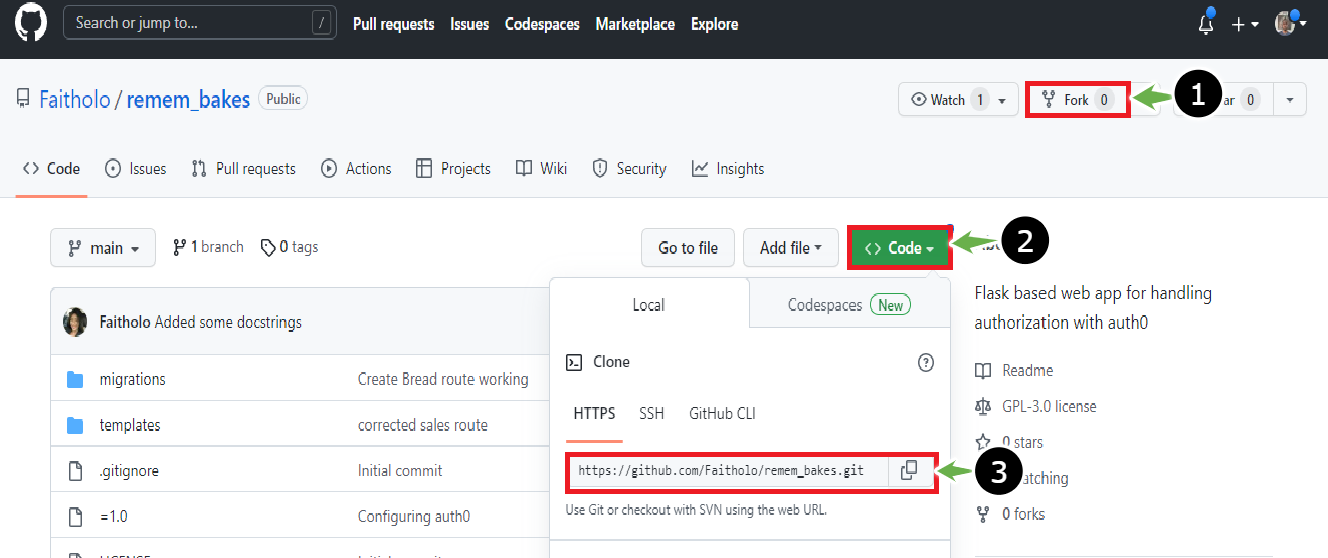 Search or jump to... /
Pull requests Issues Codespaces Marketplace Explore
Faitholo / remem_bakes Public
Watch 1
Fork 0
1
ar 0
Code Issues Pull requests Actions Projects Wiki Security Insights
main 1 branch 0 tags
Go to file Add file Code
2
Flask based web app for handling
authorization with auth0
Faitholo Added some docstrings
migrations Create Bread route working
templates corrected sales route
.gitignore Initial commit
=1.0 Configuring auth0
Local Codespaces New
Clone
HTTPS SSH GitHub CLI
https://github.com/Faitholo/remem_bakes.git
3
Use Git or checkout with SVN using the web URL.
Readme
GPL-3.0 license
0 stars
atching
0 forks